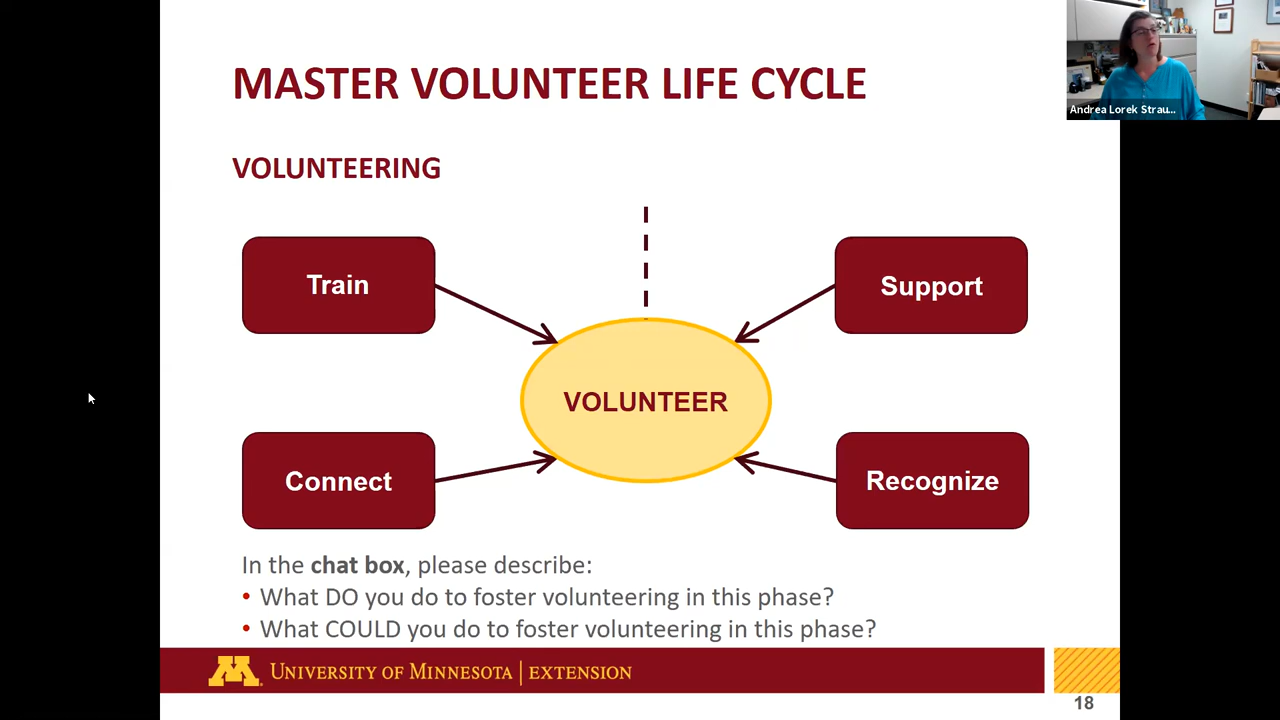 MASTER VOLUNTEER LIFE CYCLE
Andrea Lorek Strau...
VOLUNTEERING
Train
Support
VOLUNTEER
Connect
Recognize
In the chat box, please describe:
• What DO you do to foster volunteering in this phase?
• What COULD you do to foster volunteering in this phase?
M UNIVERSITY OF MINNESOTA | EXTENSION
18